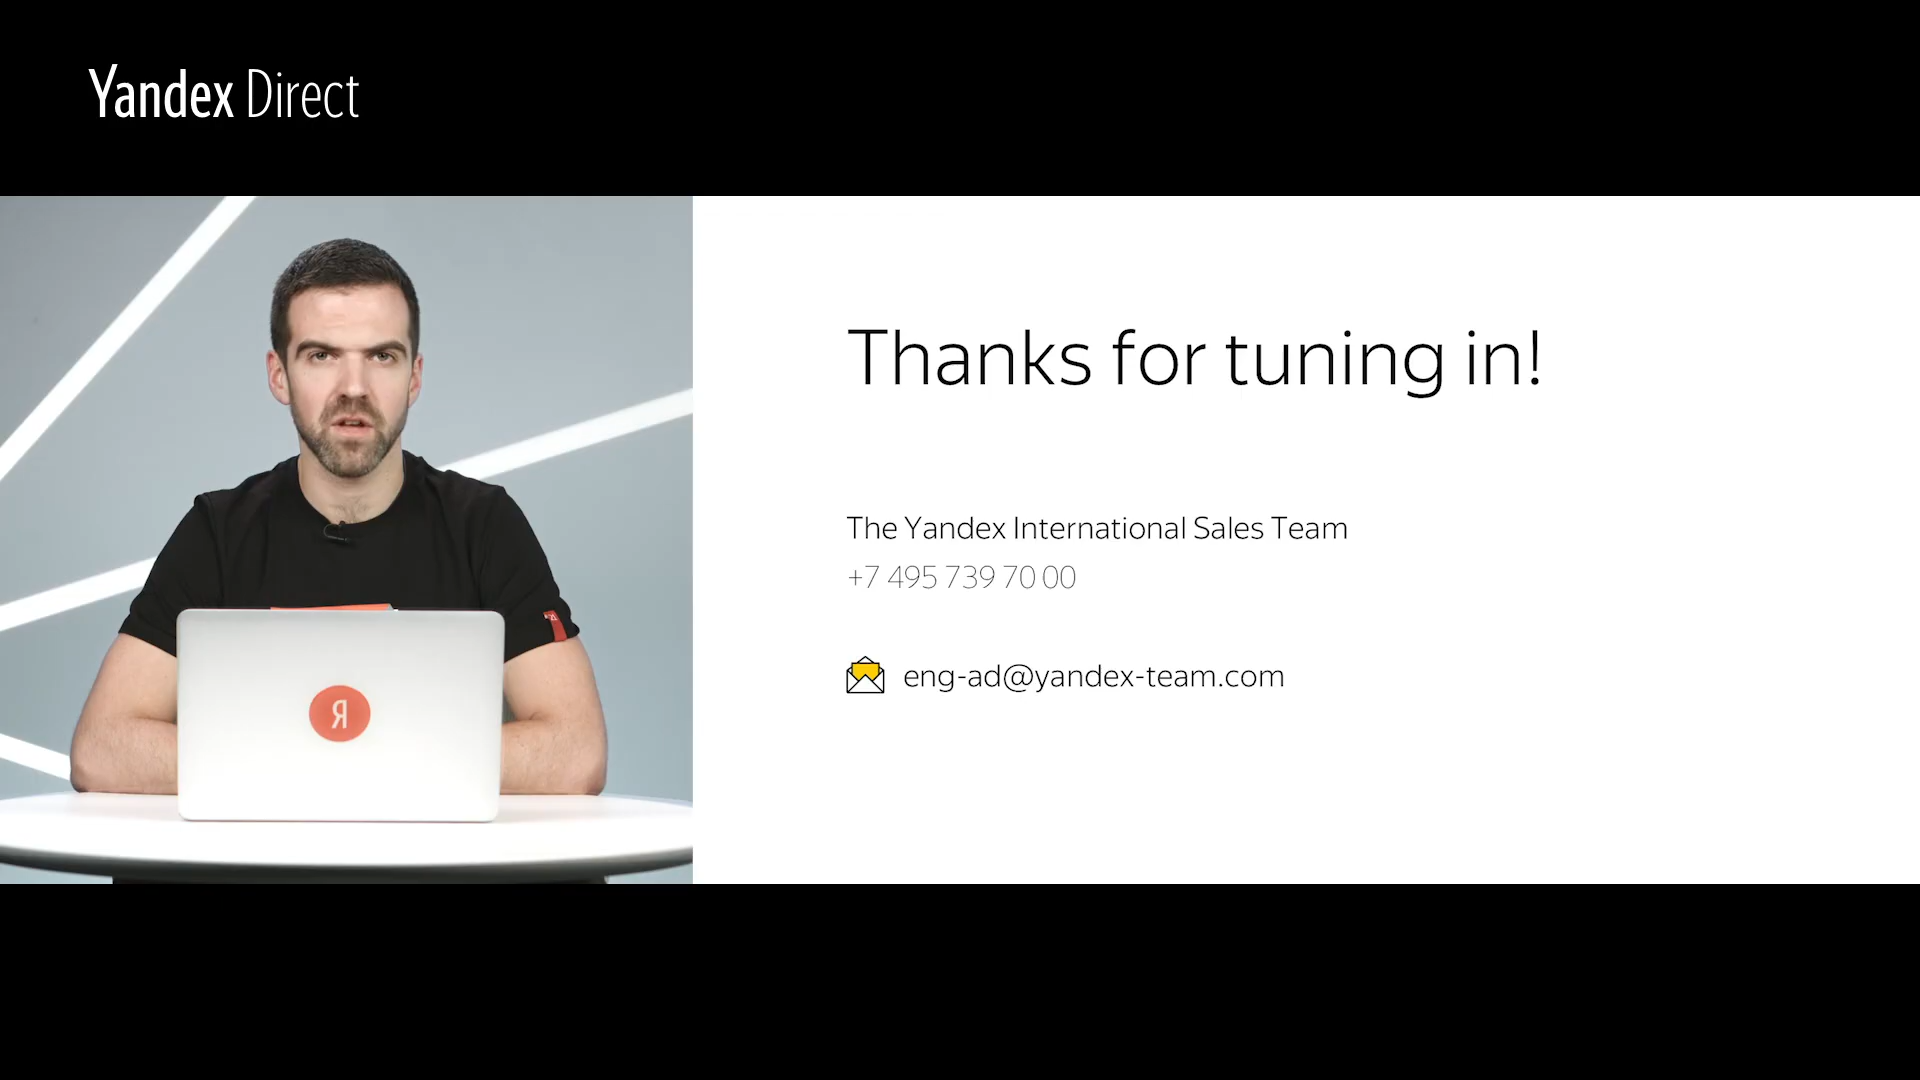 Yandex Direct
Thanks for tuning in!
The Yandex International Sales Team
+7 495 739 70 00
eng-ad@yandex-team.com
Я